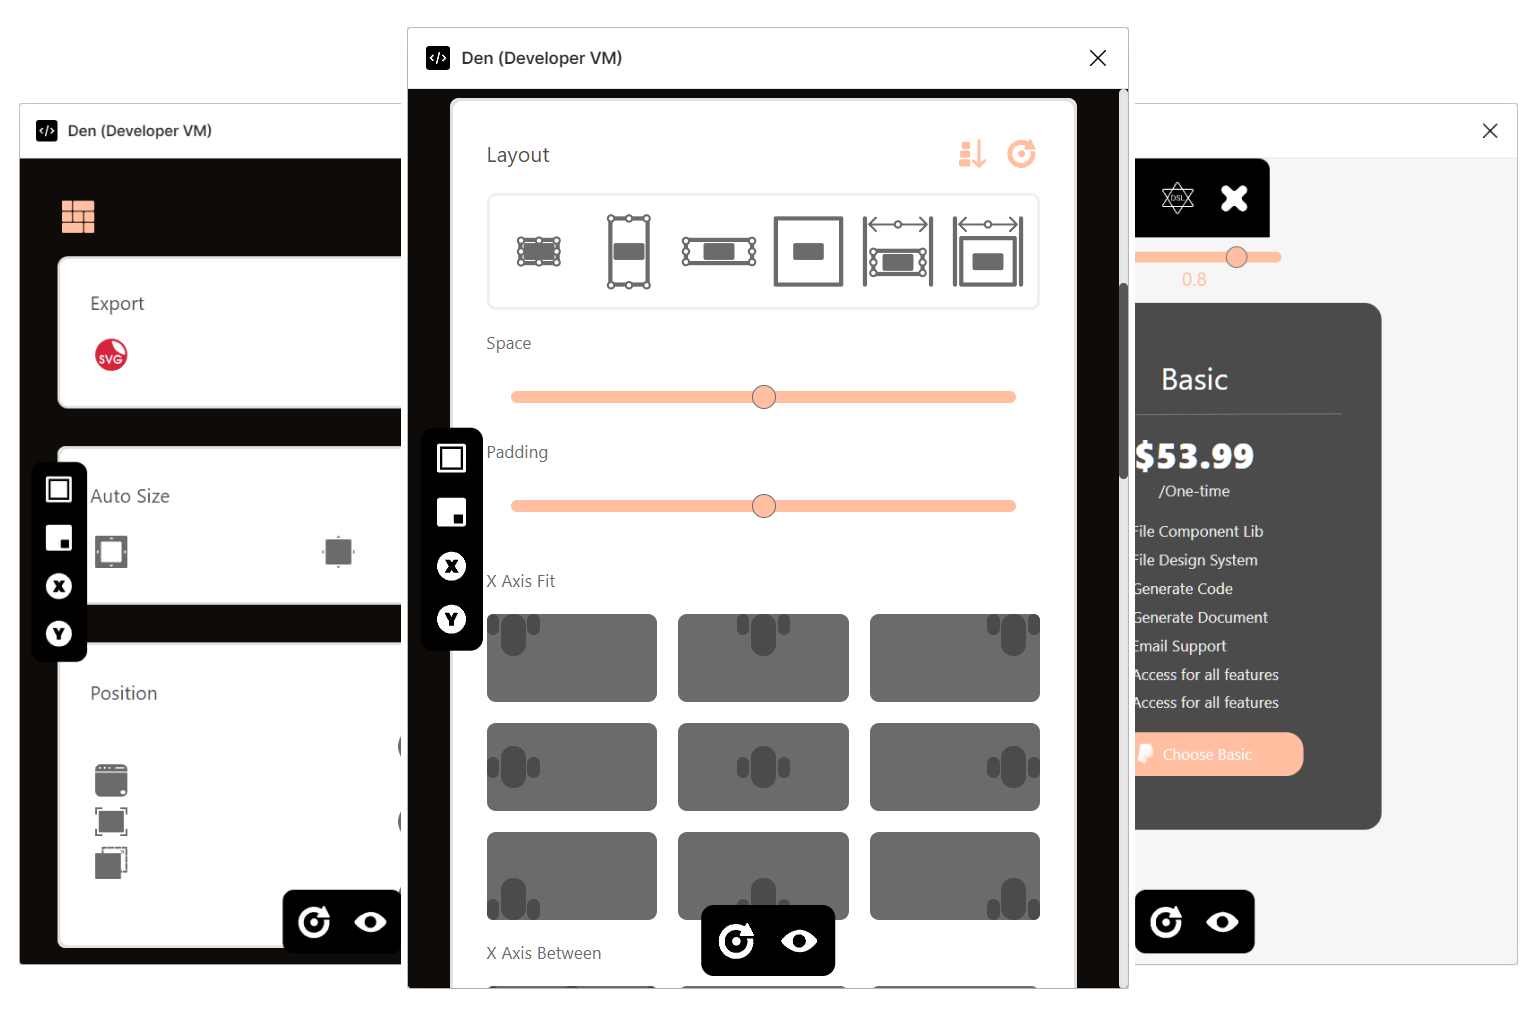 Den (Developer VM)
Export
SVG
Auto Size
X
Y
Position
Den (Developer VM)
Layout
Space
Padding
X Axis Fit
X
Y
X Axis Between
DSL
0.8
Basic
$53.99
/One-time
File Component Lib
File Design System
Generate Code
Generate Document
Email Support
Access for all features
Access for all features
Choose Basic